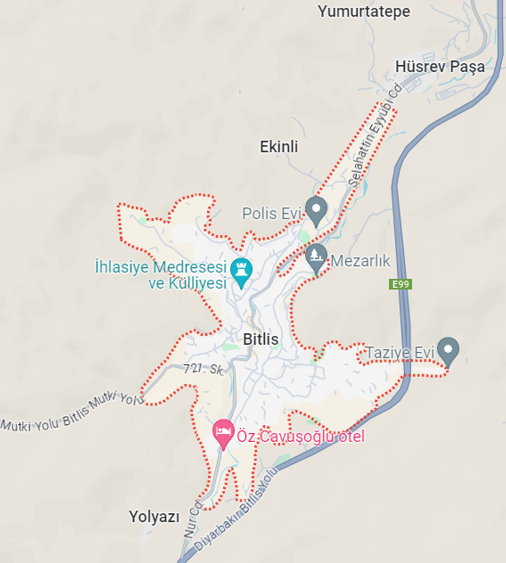 Yumurtatepe
Hüsrev Paşa
Selahattin Eyyübi Cd
Ekinli
Polis Evi
Mezarlık
İhlasiye Medresesi
ve Külliyesi
E99
Bitlis
Taziye Evi
721. Sk.
Mutki Yolu Bitlis Mutki Yolu
Öz Çavuşoğlu otel
Yolyazı
Nur Cd.
Diyarbakır Bitlis Yolu